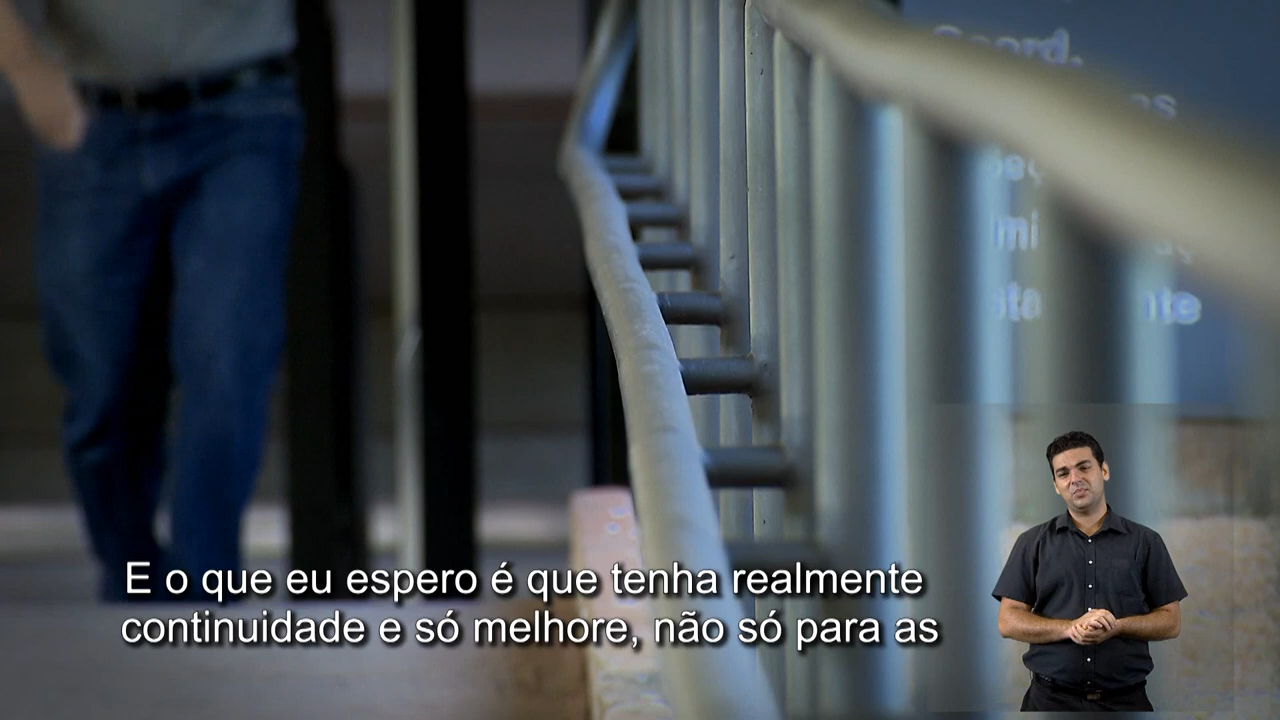 E o que eu espero é que tenha realmente
continuidade e só melhore, não só para as